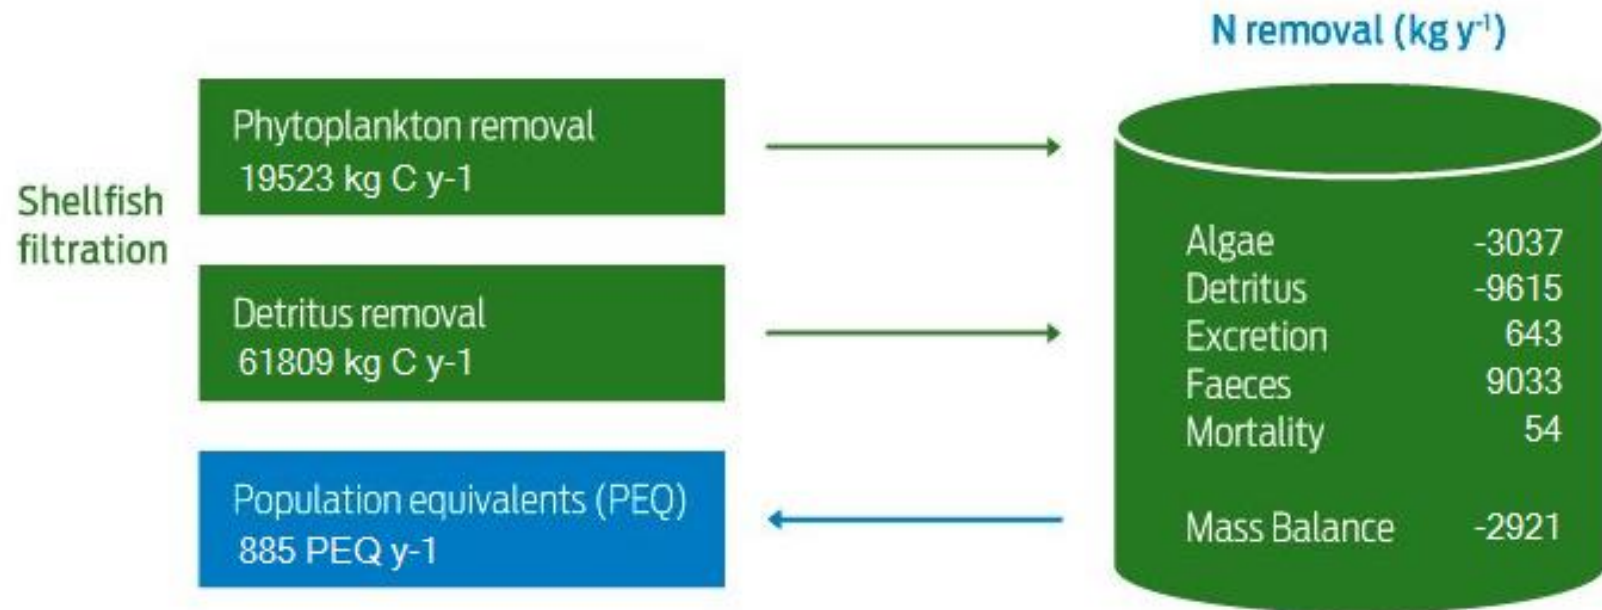 N removal (kg y⁻¹)
Shellfish
filtration
Phytoplankton removal
19523 kg C y-1
Detritus removal
61809 kg C y-1
Population equivalents (PEQ)
885 PEQ y-1
Algae -3037
Detritus -9615
Excretion 643
Faeces 9033
Mortality 54
Mass Balance -2921